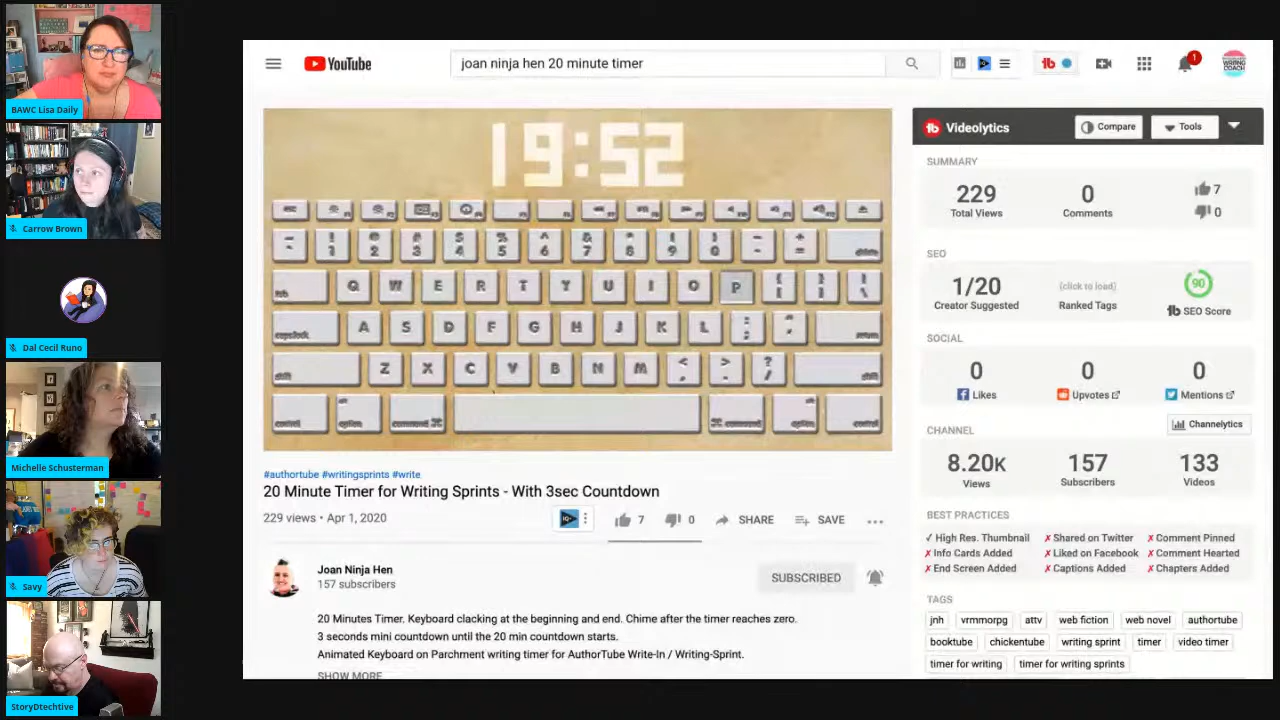 BAWC Lisa Daily
Carrow Brown
Dal Cecil Runo
Michelle Schusterman
Savy
StoryDtechtive
YouTube
joan ninja hen 20 minute timer
1
19:52
Q W E R T Y U I O P
A S D F G H J K L
Z X C V B N M
#authortube #writingsprints #write
20 Minute Timer for Writing Sprints - With 3sec Countdown
229 views • Apr 1, 2020
7 0 SHARE SAVE
Joan Ninja Hen
157 subscribers
SUBSCRIBED
20 Minutes Timer. Keyboard clacking at the beginning and end. Chime after the timer reaches zero.
3 seconds mini countdown until the 20 min countdown starts.
Animated Keyboard on Parchment writing timer for AuthorTube Write-In / Writing-Sprint.
SHOW MORE
Videolytics Compare Tools
SUMMARY
229 0 7
Total Views Comments 0
SEO
1/20 (click to load) 90
Creator Suggested Ranked Tags tb SEO Score
SOCIAL
0 0 0
Likes Upvotes Mentions
CHANNEL Channelytics
8.20K 157 133
Views Subscribers Videos
BEST PRACTICES
✓ High Res. Thumbnail ✗ Shared on Twitter ✗ Comment Pinned
✗ Info Cards Added ✗ Liked on Facebook ✗ Comment Hearted
✗ End Screen Added ✗ Captions Added ✗ Chapters Added
TAGS
jnh vrmmorpg attv web fiction web novel authortube
booktube chickentube writing sprint timer video timer
timer for writing timer for writing sprints